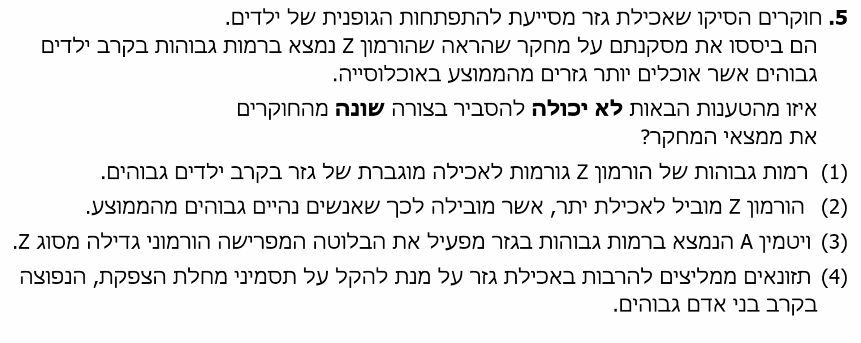 5. חוקרים הסיקו שאכילת גזר מסייעת להתפתחות הגופנית של ילדים.
הם ביססו את מסקנתם על מחקר שהראה שהורמון Z נמצא ברמות גבוהות בקרב ילדים
גבוהים אשר אוכלים יותר גזרים מהממוצע באוכלוסייה.
איזו מהטענות הבאות לא יכולה להסביר בצורה שונה מהחוקרים
את ממצאי המחקר?
(1) רמות גבוהות של הורמון Z גורמות לאכילה מוגברת של גזר בקרב ילדים גבוהים.
(2) הורמון Z מוביל לאכילת יתר, אשר מובילה לכך שאנשים נהיים גבוהים מהממוצע.
(3) ויטמין A הנמצא ברמות גבוהות בגזר מפעיל את הבלוטה המפרישה הורמוני גדילה מסוג Z.
(4) תזונאים ממליצים להרבות באכילת גזר על מנת להקל על תסמיני מחלת הצפקת, הנפוצה
בקרב בני אדם גבוהים.